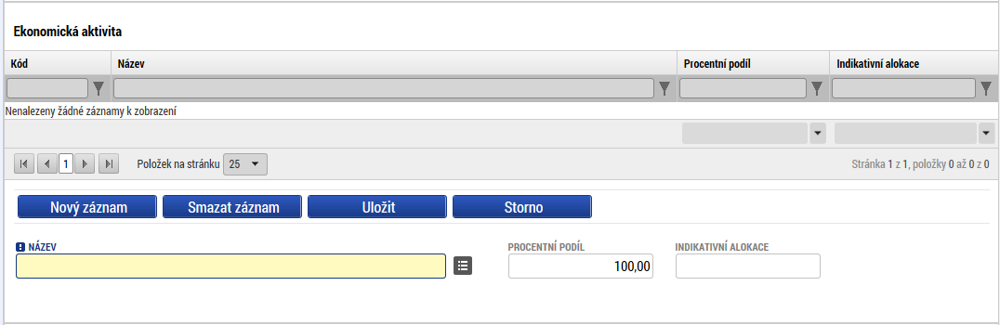 Ekonomická aktivita
Kód Název Procentní podíl Indikativní alokace
Nenalezeny žádné záznamy k zobrazení
1 Položek na stránku 25 Stránka 1 z 1, položky 0 až 0 z 0
Nový záznam Smazat záznam Uložit Storno
NÁZEV PROCENTNÍ PODÍL INDIKATIVNÍ ALOKACE
100,00